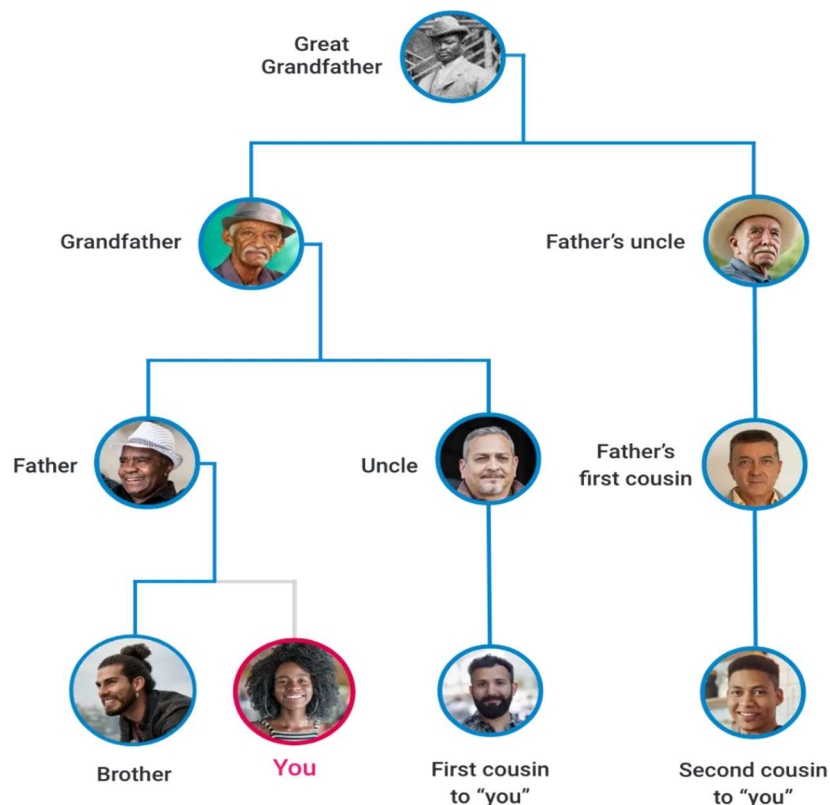 Great
Grandfather
Grandfather
Father’s uncle
Father
Uncle
Father’s
first cousin
Brother
You
First cousin
to “you”
Second cousin
to “you”